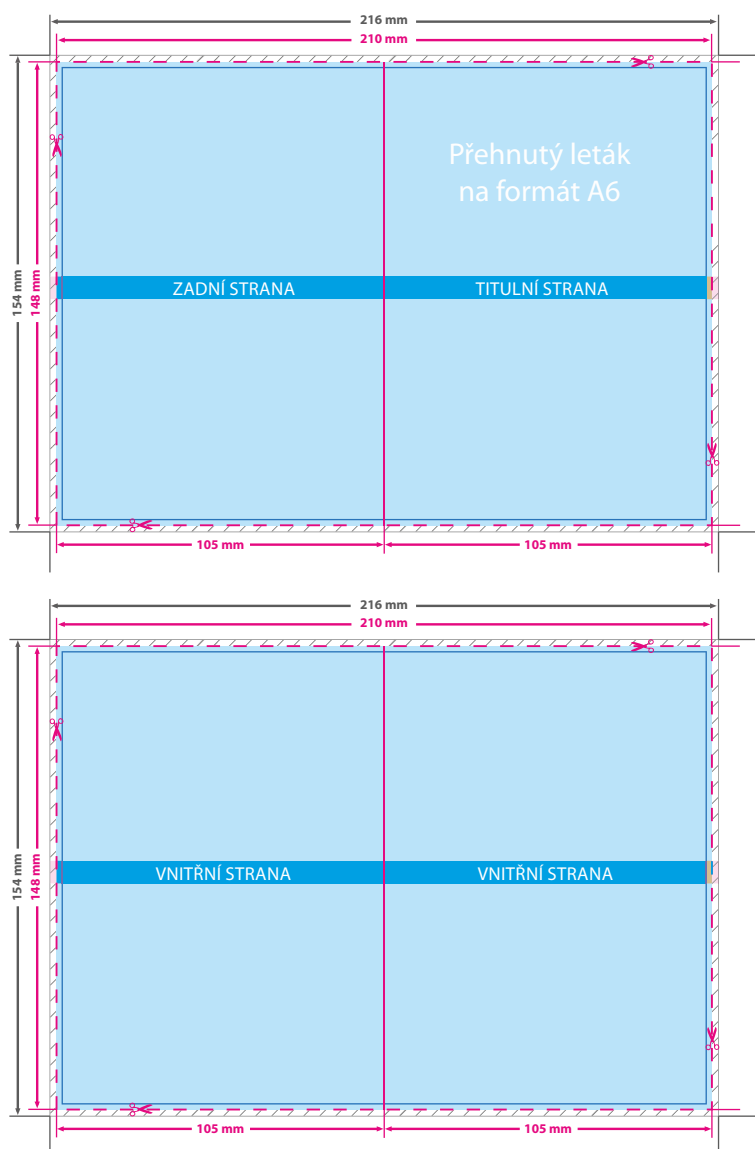 216 mm
210 mm
154 mm
148 mm
Přehnutý leták
na formát A6
ZADNÍ STRANA
TITULNÍ STRANA
105 mm
105 mm
216 mm
210 mm
154 mm
148 mm
VNITŘNÍ STRANA
VNITŘNÍ STRANA
105 mm
105 mm